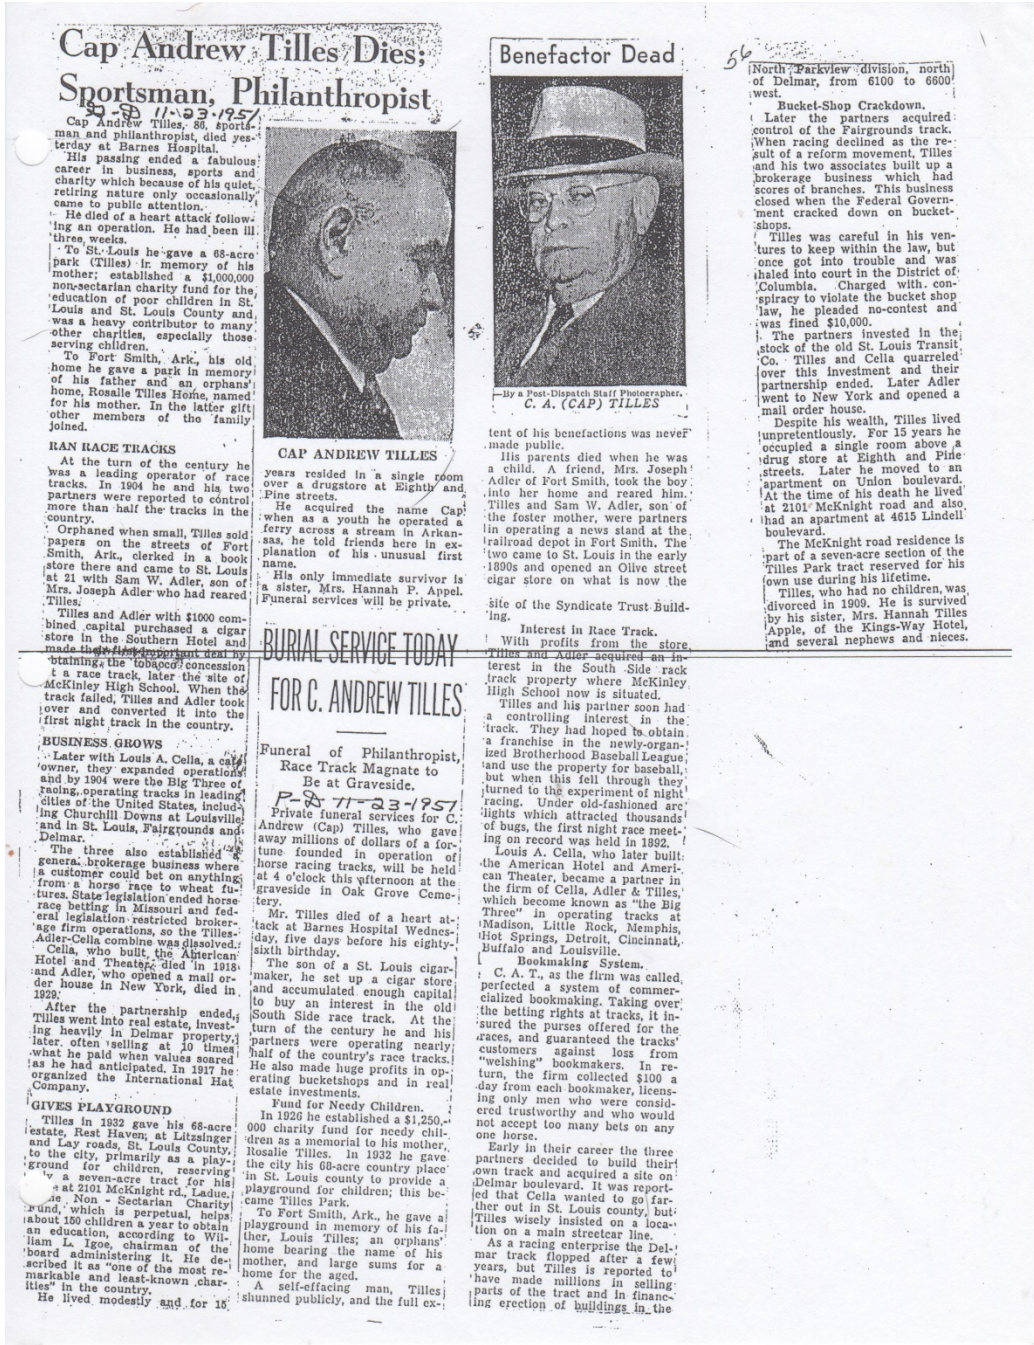 Cap Andrew Tilles Dies;
Sportsman, Philanthropist
G-D 11-23-1951
Cap Andrew Tilles, 86, sports-
man and philanthropist, died yes-
terday at Barnes Hospital.
His passing ended a fabulous
career in business, sports and
charity which because of his quiet,
retiring nature only occasionally
came to public attention.
He died of a heart attack follow-
ing an operation. He had been ill
three weeks.
To St. Louis he gave a 68-acre
park (Tilles) in memory of his
mother; established a $1,000,000
non-sectarian charity fund for the
education of poor children in St.
Louis and St. Louis County and
was a heavy contributor to many
other charities, especially those
serving children.
To Fort Smith, Ark., his old
home he gave a park in memory
of his father and an orphans'
home, Rosalie Tilles Home, named
for his mother. In the latter gift
other members of the family
joined.
RAN RACE TRACKS
At the turn of the century he
was a leading operator of race
tracks. In 1904 he and his two
partners were reported to control
more than half the tracks in the
country.
Orphaned when small, Tilles sold
papers on the streets of Fort
Smith, Ark., clerked in a book
store there and came to St. Louis
at 21 with Sam W. Adler, son of
Mrs. Joseph Adler who had reared
Tilles.
Tilles and Adler with $1000 com-
bined capital purchased a cigar
store in the Southern Hotel and
made their first important deal by
btaining the tobacco concession
t a race track, later the site of
McKinley High School. When the
track failed, Tilles and Adler took
over and converted it into the
first night track in the country.
BUSINESS GROWS
Later with Louis A. Cella, a cafe
owner, they expanded operations
and by 1904 were the Big Three of
racing, operating tracks in leading
cities of the United States, includ-
ing Churchill Downs at Louisville
and in St. Louis, Fairgrounds and
Delmar.
The three also established a
general brokerage business where
a customer could bet on anything
from a horse race to wheat fu-
tures. State legislation ended horse
race betting in Missouri and fed-
eral legislation restricted broker-
age firm operations, so the Tilles-
Adler-Cella combine was dissolved.
Cella, who built the American
Hotel and Theater, died in 1918
and Adler, who opened a mail or-
der house in New York, died in
1929.
After the partnership ended,
Tilles went into real estate, invest-
ing heavily in Delmar property,
later often selling at 10 times
what he paid when values soared
as he had anticipated. In 1917 he
organized the International Hat
Company.
GIVES PLAYGROUND
Tilles in 1932 gave his 68-acre
estate, Rest Haven, at Litzsinger
and Lay roads, St. Louis County,
to the city, primarily as a play-
ground for children, reserving
ly a seven-acre tract for his
e at 2101 McKnight rd., Ladue.
ne Non - Sectarian Charity
Fund, which is perpetual, helps
about 150 children a year to obtain
an education, according to Wil-
liam L. Igoe, chairman of the
board administering it. He de-
scribed it as "one of the most re-
markable and least-known char-
ities" in the country.
He lived modestly and for 15
CAP ANDREW TILLES
years resided in a single room
over a drugstore at Eighth and
Pine streets.
He acquired the name Cap
when as a youth he operated a
ferry across a stream in Arkan-
sas, he told friends here in ex-
planation of his unusual first
name.
His only immediate survivor is
a sister, Mrs. Hannah P. Appel.
Funeral services will be private.
BURIAL SERVICE TODAY
FOR C. ANDREW TILLES
Funeral of Philanthropist,
Race Track Magnate to
Be at Graveside.
P-D 11-23-1951
Private funeral services for C.
Andrew (Cap) Tilles, who gave
away millions of dollars of a for-
tune founded in operation of
horse racing tracks, will be held
at 4 o'clock this afternoon at the
graveside in Oak Grove Ceme-
tery.
Mr. Tilles died of a heart at-
tack at Barnes Hospital Wednes-
day, five days before his eighty-
sixth birthday.
The son of a St. Louis cigar-
maker, he set up a cigar store
and accumulated enough capital
to buy an interest in the old
South Side race track. At the
turn of the century he and his
partners were operating nearly
half of the country's race tracks.
He also made huge profits in op-
erating bucketshops and in real
estate investments.
Fund for Needy Children.
In 1926 he established a $1,250,-
000 charity fund for needy chil-
dren as a memorial to his mother,
Rosalie Tilles. In 1932 he gave
the city his 68-acre country place
in St. Louis county to provide a
playground for children; this be-
came Tilles Park.
To Fort Smith, Ark., he gave a
playground in memory of his fa-
ther, Louis Tilles; an orphans'
home bearing the name of his
mother, and large sums for a
home for the aged.
A self-effacing man, Tilles
shunned publicly, and the full ex-
Benefactor Dead
—By a Post-Dispatch Staff Photographer.
C. A. (CAP) TILLES
tent of his benefactions was never
made public.
His parents died when he was
a child. A friend, Mrs. Joseph
Adler of Fort Smith, took the boy
into her home and reared him.
Tilles and Sam W. Adler, son of
the foster mother, were partners
in operating a news stand at the
railroad depot in Fort Smith. The
two came to St. Louis in the early
1890s and opened an Olive street
cigar store on what is now the
site of the Syndicate Trust Build-
ing.
Interest in Race Track.
With profits from the store,
Tilles and Adler acquired an in-
terest in the South Side rack
track property where McKinley
High School now is situated.
Tilles and his partner soon had
a controlling interest in the
track. They had hoped to obtain
a franchise in the newly-organ-
ized Brotherhood Baseball League
and use the property for baseball,
but when this fell through they
turned to the experiment of night
racing. Under old-fashioned arc
lights which attracted thousands
of bugs, the first night race meet-
ing on record was held in 1892.
Louis A. Cella, who later built
the American Hotel and Ameri-
can Theater, became a partner in
the firm of Cella, Adler & Tilles,
which become known as "the Big
Three" in operating tracks at
Madison, Little Rock, Memphis,
Hot Springs, Detroit, Cincinnati,
Buffalo and Louisville.
Bookmaking System.
C. A. T., as the firm was called,
perfected a system of commer-
cialized bookmaking. Taking over
the betting rights at tracks, it in-
sured the purses offered for the
races, and guaranteed the tracks'
customers against loss from
"welshing" bookmakers. In re-
turn, the firm collected $100 a
day from each bookmaker, licens-
ing only men who were consid-
ered trustworthy and who would
not accept too many bets on any
one horse.
Early in their career the three
partners decided to build their
own track and acquired a site on
Delmar boulevard. It was report-
ed that Cella wanted to go far-
ther out in St. Louis county, but
Tilles wisely insisted on a loca-
tion on a main streetcar line.
As a racing enterprise the Del-
mar track flopped after a few
years, but Tilles is reported to
have made millions in selling
parts of the tract and in financ-
ing erection of buildings in the
56
North Parkview division, north
of Delmar, from 6100 to 6600
west.
Bucket-Shop Crackdown.
Later the partners acquired
control of the Fairgrounds track.
When racing declined as the re-
sult of a reform movement, Tilles
and his two associates built up a
brokerage business which had
scores of branches. This business
closed when the Federal Govern-
ment cracked down on bucket-
shops.
Tilles was careful in his ven-
tures to keep within the law, but
once got into trouble and was
haled into court in the District of
Columbia. Charged with con-
spiracy to violate the bucket shop
law, he pleaded no-contest and
was fined $10,000.
The partners invested in the
stock of the old St. Louis Transit
Co. Tilles and Cella quarreled
over this investment and their
partnership ended. Later Adler
went to New York and opened a
mail order house.
Despite his wealth, Tilles lived
unpretentiously. For 15 years he
occupied a single room above a
drug store at Eighth and Pine
streets. Later he moved to an
apartment on Union boulevard.
At the time of his death he lived
at 2101 McKnight road and also
had an apartment at 4615 Lindell
boulevard.
The McKnight road residence is
part of a seven-acre section of the
Tilles Park tract reserved for his
own use during his lifetime.
Tilles, who had no children, was
divorced in 1909. He is survived
by his sister, Mrs. Hannah Tilles
Apple, of the Kings-Way Hotel,
and several nephews and nieces.